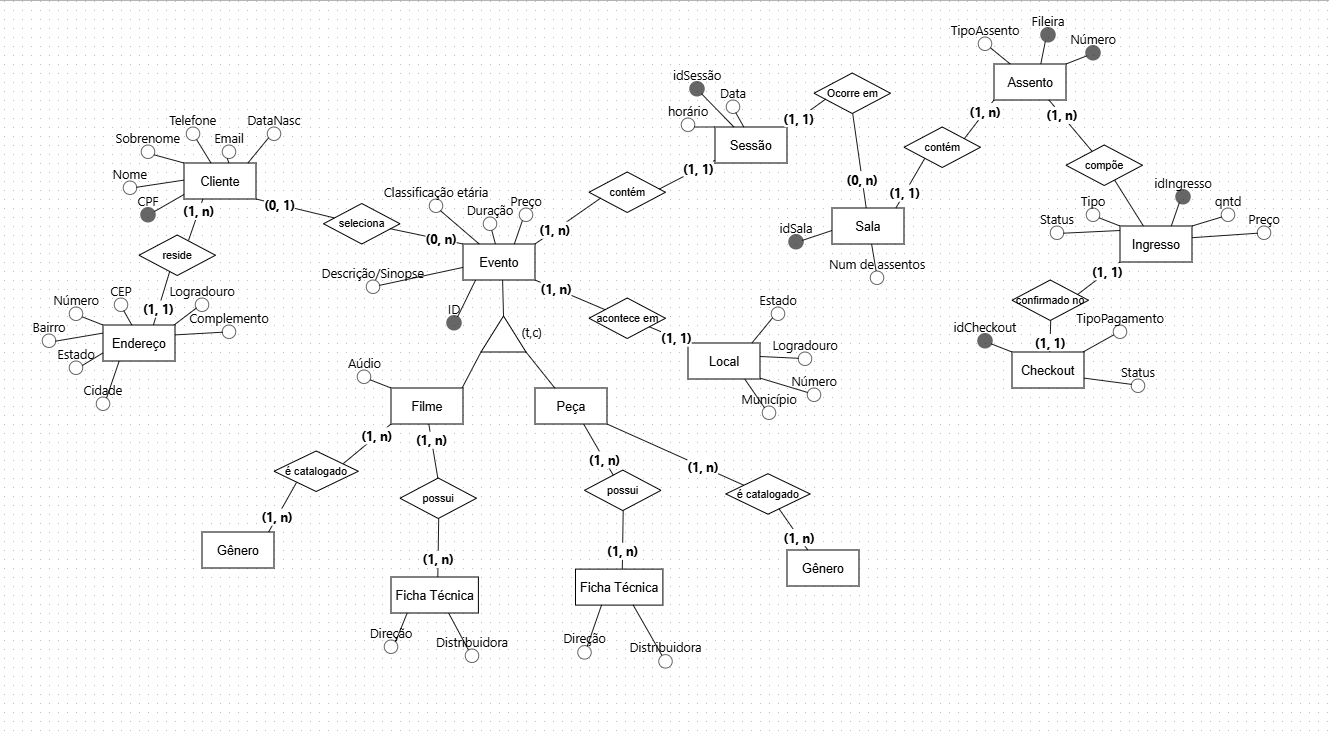 TipoAssento
Fileira
Número
Assento
(1, n)
(1, n)
idSessão
Data
horário
Sessão
(1, 1)
(1, 1)
Ocorre em
(0, n)
contém
(1, 1)
Sala
idSala
Num de assentos
compõe
idIngresso
Tipo
qntd
Status
Preço
Ingresso
(1, 1)
confirmado no
(1, 1)
idCheckout
TipoPagamento
Checkout
Status
Telefone
DataNasc
Sobrenome
Email
Nome
Cliente
CPF
(1, n)
(0, 1)
seleciona
(0, n)
reside
(1, 1)
CEP
Logradouro
Número
Complemento
Bairro
Endereço
Estado
Cidade
Classificação etária
Duração
Preço
Evento
(1, n)
contém
Descrição/Sinopse
ID
(1, n)
acontece em
(1, 1)
Estado
Local
Logradouro
Número
Município
(t,c)
Aúdio
Filme
Peça
(1, n)
(1, n)
é catalogado
possui
(1, n)
(1, n)
Gênero
Ficha Técnica
Direção
Distribuidora
(1, n)
(1, n)
possui
é catalogado
(1, n)
(1, n)
Ficha Técnica
Gênero
Direção
Distribuidora